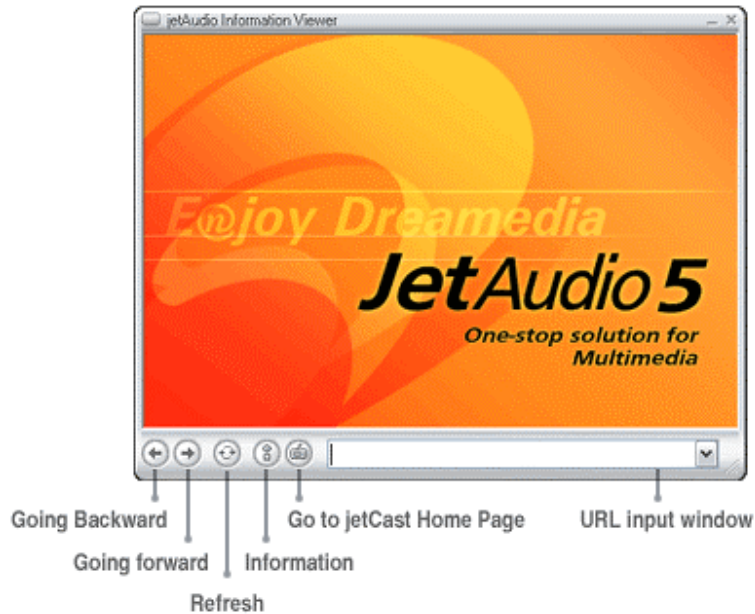 jetAudio Information Viewer
E@joy Dreamedia
JetAudio 5
One-stop solution for
Multimedia
Going Backward
Go to jetCast Home Page
URL input window
Going forward
Information
Refresh